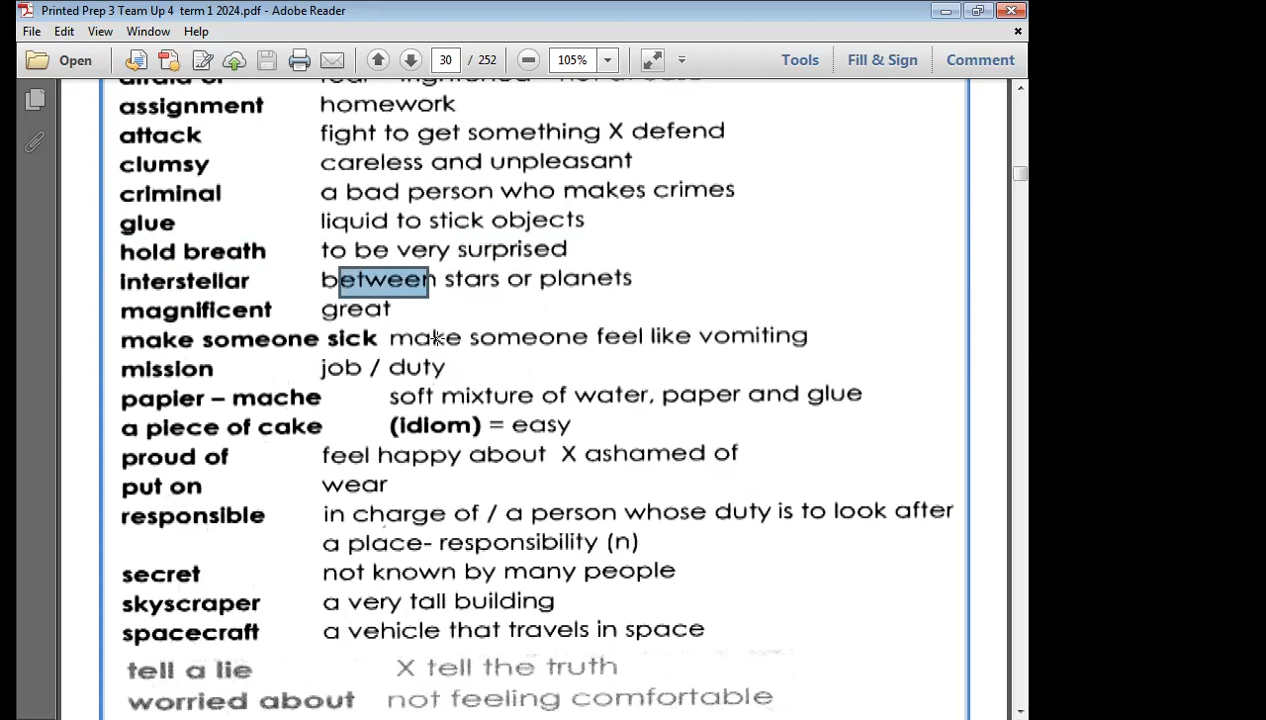 Printed Prep 3 Team Up 4 term 1 2024.pdf - Adobe Reader
File Edit View Window Help
Open 30 / 252 105% Tools Fill & Sign Comment
afraid of
assignment homework
attack fight to get something X defend
clumsy careless and unpleasant
criminal a bad person who makes crimes
glue liquid to stick objects
hold breath to be very surprised
interstellar between stars or planets
magnificent great
make someone sick make someone feel like vomiting
mission job / duty
papier – mache soft mixture of water, paper and glue
a piece of cake (idiom) = easy
proud of feel happy about X ashamed of
put on wear
responsible in charge of / a person whose duty is to look after
a place- responsibility (n)
secret not known by many people
skyscraper a very tall building
spacecraft a vehicle that travels in space
tell a lie X tell the truth
worried about not feeling comfortable